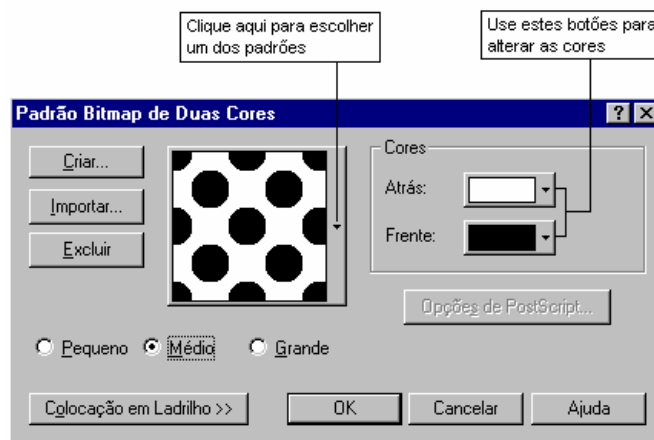 Clique aqui para escolher
um dos padrões
Use estes botões para
alterar as cores
Padrão Bitmap de Duas Cores
Criar...
Importar...
Excluir
Cores
Atrás:
Frente:
Opções de PostScript...
Pequeno Médio Grande
Colocação em Ladrilho >> OK Cancelar Ajuda